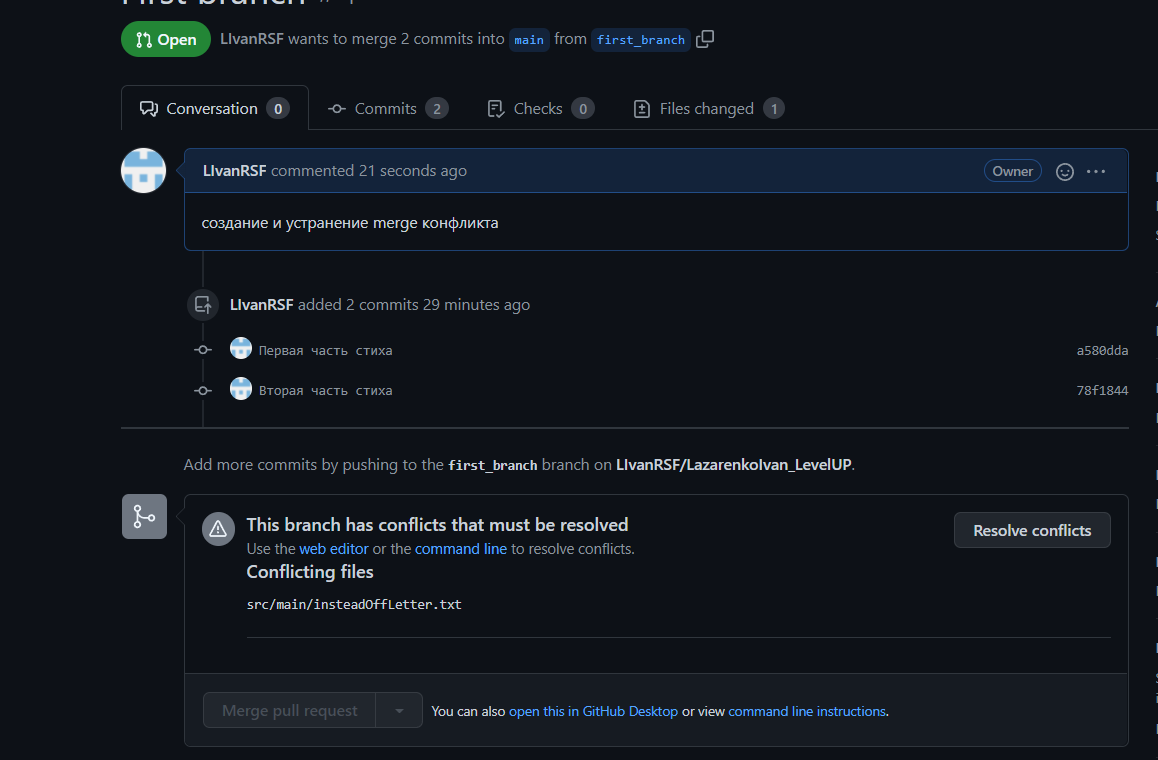 Open LIvanRSF wants to merge 2 commits into main from first_branch
Conversation 0 Commits 2 Checks 0 Files changed 1
LIvanRSF commented 21 seconds ago Owner
создание и устранение merge конфликта
LIvanRSF added 2 commits 29 minutes ago
Первая часть стиха a580dda
Вторая часть стиха 78f1844
Add more commits by pushing to the first_branch branch on LIvanRSF/LazarenkoIvan_LevelUP.
This branch has conflicts that must be resolved
Resolve conflicts
Use the web editor or the command line to resolve conflicts.
Conflicting files
src/main/insteadOffLetter.txt
Merge pull request You can also open this in GitHub Desktop or view command line instructions.